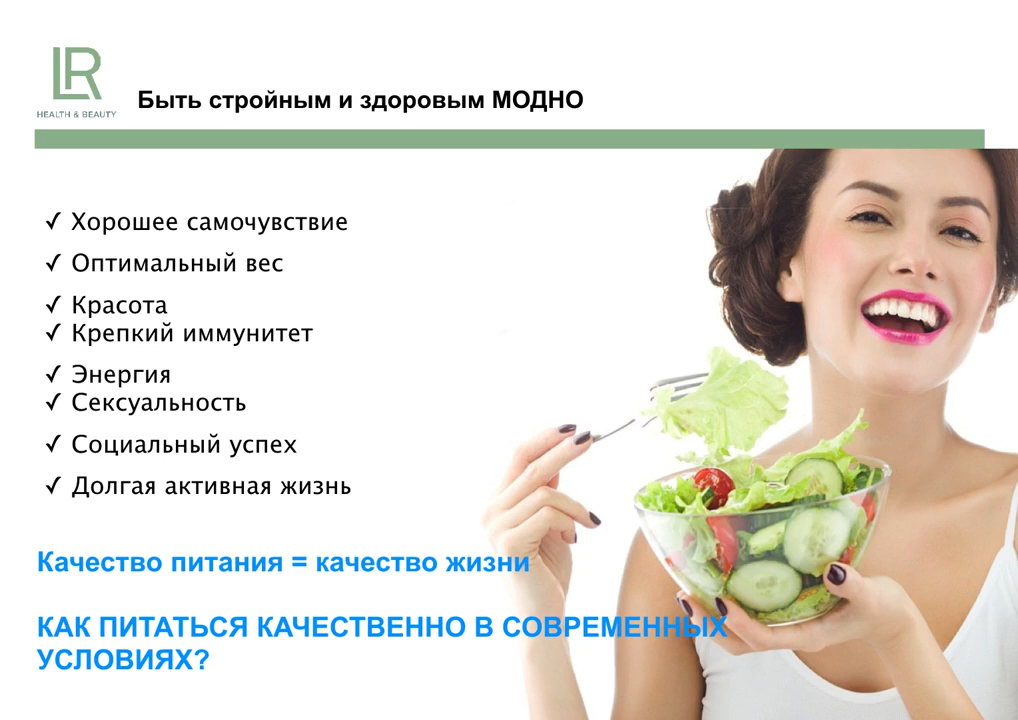 LR
HEALTH & BEAUTY
Быть стройным и здоровым МОДНО
✓ Хорошее самочувствие
✓ Оптимальный вес
✓ Красота
✓ Крепкий иммунитет
✓ Энергия
✓ Сексуальность
✓ Социальный успех
✓ Долгая активная жизнь
Качество питания = качество жизни
КАК ПИТАТЬСЯ КАЧЕСТВЕННО В СОВРЕМЕННЫХ
УСЛОВИЯХ?